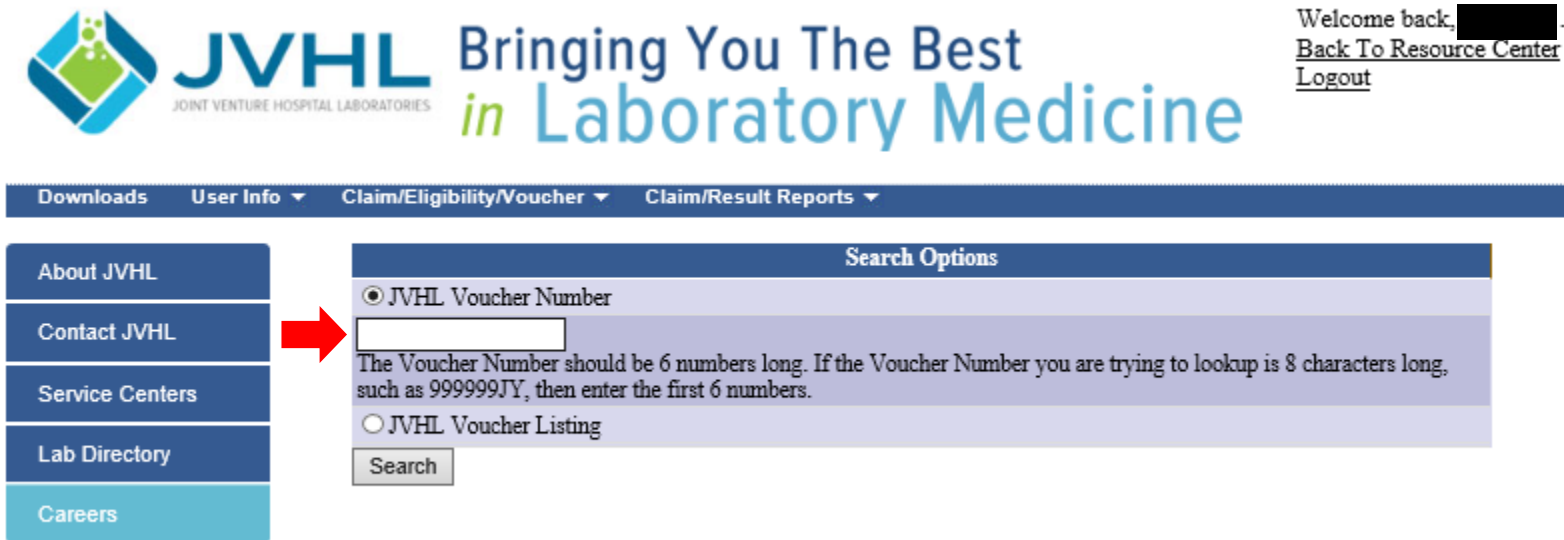 JVHL
JOINT VENTURE HOSPITAL LABORATORIES
Bringing You The Best
in Laboratory Medicine
Welcome back, .
Back To Resource Center
Logout
Downloads User Info Claim/Eligibility/Voucher Claim/Result Reports
About JVHL
Contact JVHL
Service Centers
Lab Directory
Careers
Search Options
JVHL Voucher Number
The Voucher Number should be 6 numbers long. If the Voucher Number you are trying to lookup is 8 characters long,
such as 999999JY, then enter the first 6 numbers.
JVHL Voucher Listing
Search